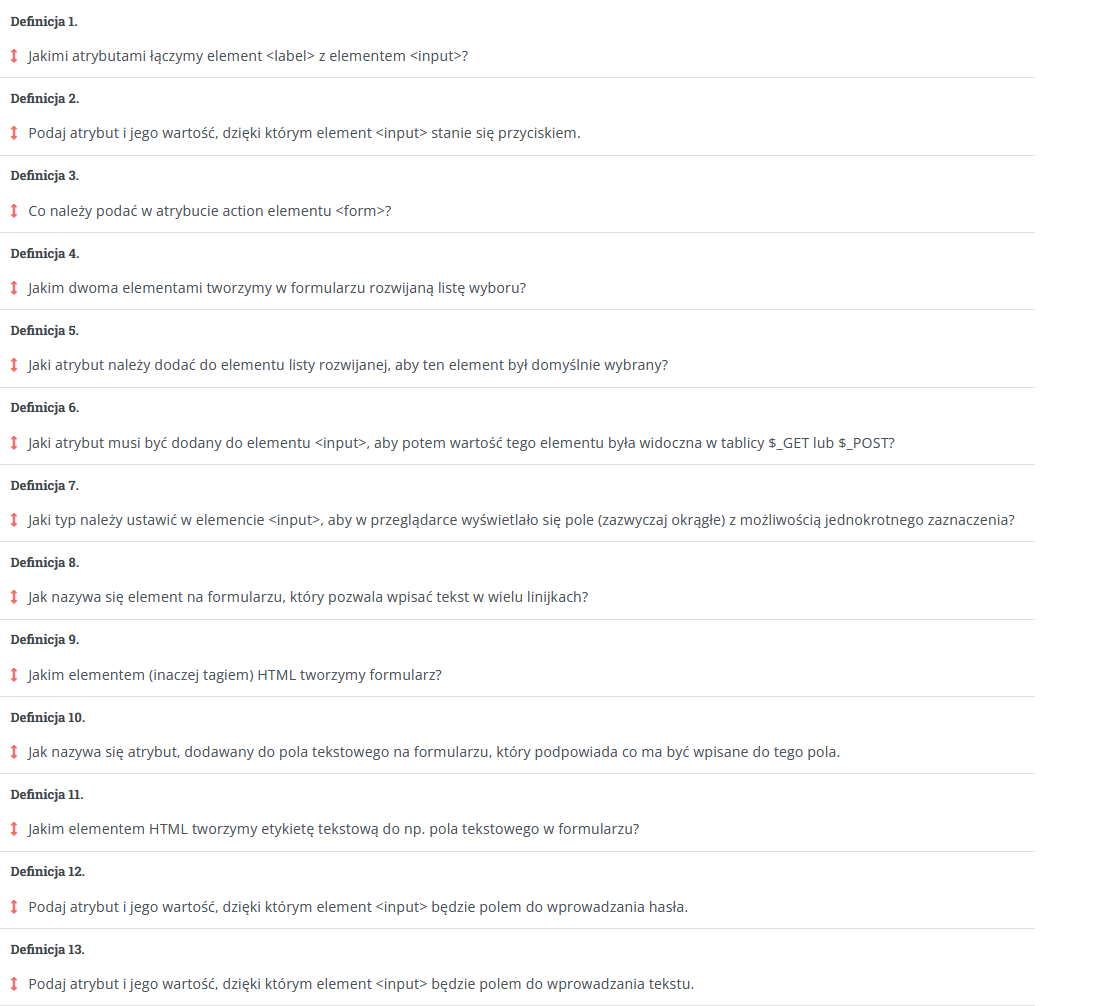 Definicja 1.
Jakimi atrybutami łączymy element <label> z elementem <input>?
Definicja 2.
Podaj atrybut i jego wartość, dzięki którym element <input> stanie się przyciskiem.
Definicja 3.
Co należy podać w atrybucie action elementu <form>?
Definicja 4.
Jakim dwoma elementami tworzymy w formularzu rozwijaną listę wyboru?
Definicja 5.
Jaki atrybut należy dodać do elementu listy rozwijanej, aby ten element był domyślnie wybrany?
Definicja 6.
Jaki atrybut musi być dodany do elementu <input>, aby potem wartość tego elementu była widoczna w tablicy $_GET lub $_POST?
Definicja 7.
Jaki typ należy ustawić w elemencie <input>, aby w przeglądarce wyświetlało się pole (zazwyczaj okrągłe) z możliwością jednokrotnego zaznaczenia?
Definicja 8.
Jak nazywa się element na formularzu, który pozwala wpisać tekst w wielu linijkach?
Definicja 9.
Jakim elementem (inaczej tagiem) HTML tworzymy formularz?
Definicja 10.
Jak nazywa się atrybut, dodawany do pola tekstowego na formularzu, który podpowiada co ma być wpisane do tego pola.
Definicja 11.
Jakim elementem HTML tworzymy etykietę tekstową do np. pola tekstowego w formularzu?
Definicja 12.
Podaj atrybut i jego wartość, dzięki którym element <input> będzie polem do wprowadzania hasła.
Definicja 13.
Podaj atrybut i jego wartość, dzięki którym element <input> będzie polem do wprowadzania tekstu.